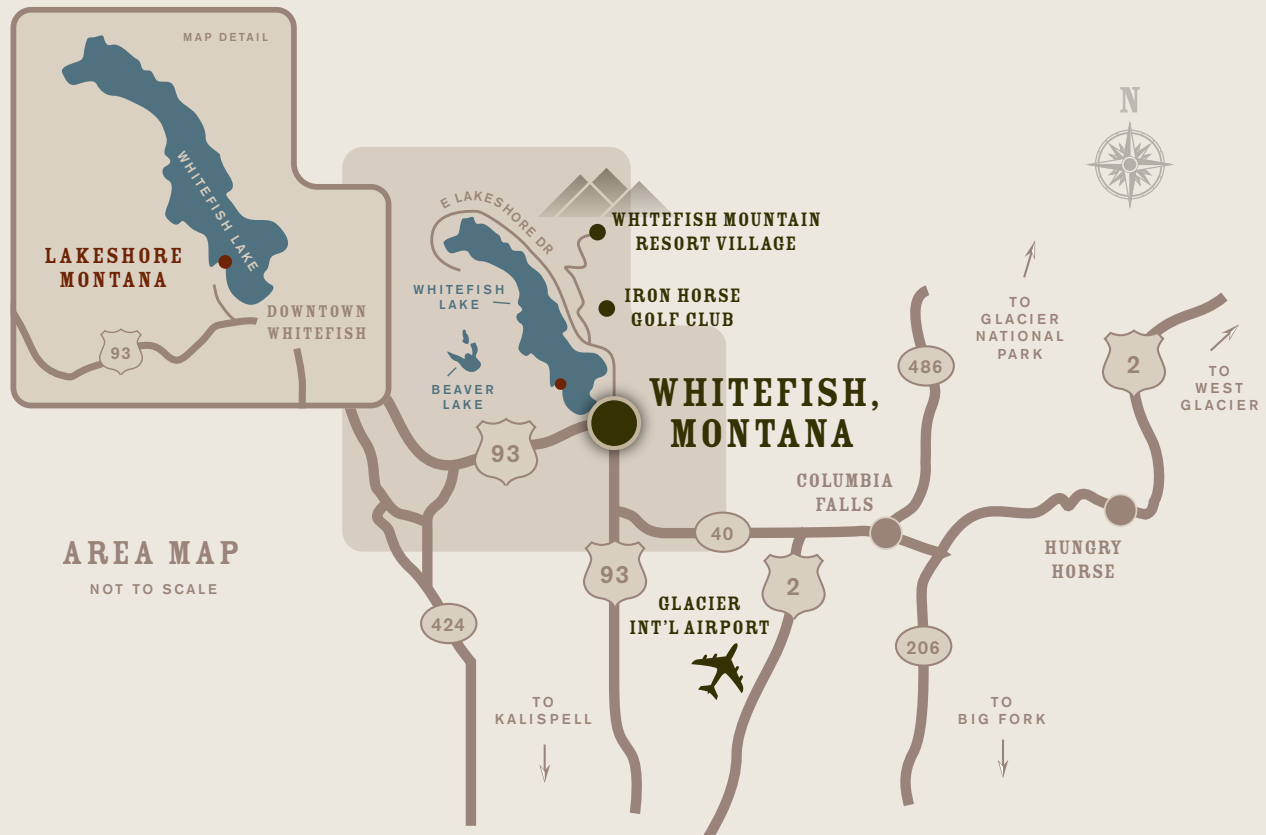 MAP DETAIL
WHITEFISH LAKE
LAKESHORE
MONTANA
DOWNTOWN
WHITEFISH
93
N
E LAKESHORE DR
WHITEFISH MOUNTAIN
RESORT VILLAGE
WHITEFISH
LAKE
IRON HORSE
GOLF CLUB
BEAVER
LAKE
WHITEFISH,
MONTANA
93
486
TO
GLACIER
NATIONAL
PARK
2
TO
WEST
GLACIER
COLUMBIA
FALLS
40
HUNGRY
HORSE
AREA MAP
NOT TO SCALE
93
2
GLACIER
INT'L AIRPORT
424
206
TO
KALISPELL
TO
BIG FORK